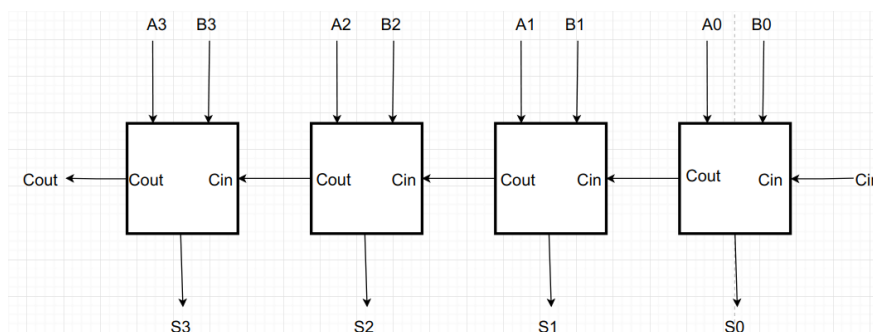 A3 B3 A2 B2 A1 B1 A0 B0
Cout Cout Cin Cout Cin Cout Cin Cout Cin Cin
S3 S2 S1 S0